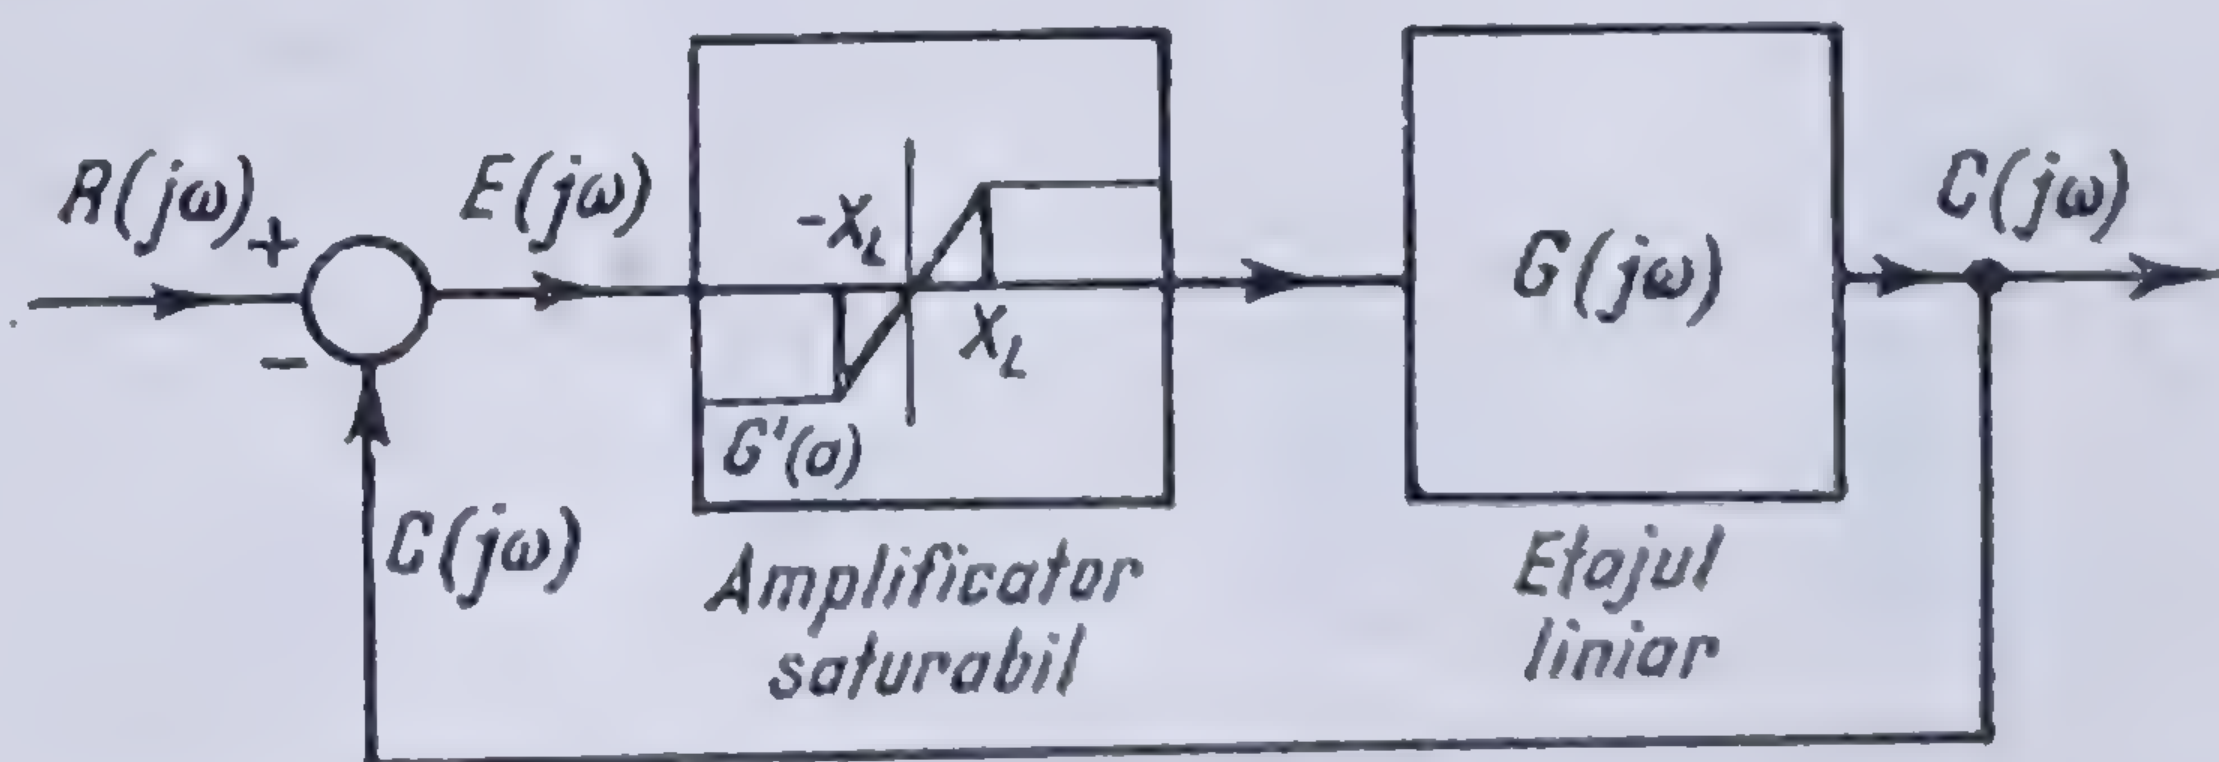 R(jω)
+
−
E(jω)
C(jω)
-X_L
X_L
G'(a)
Amplificator
saturabil
G(jω)
Etajul
liniar
C(jω)